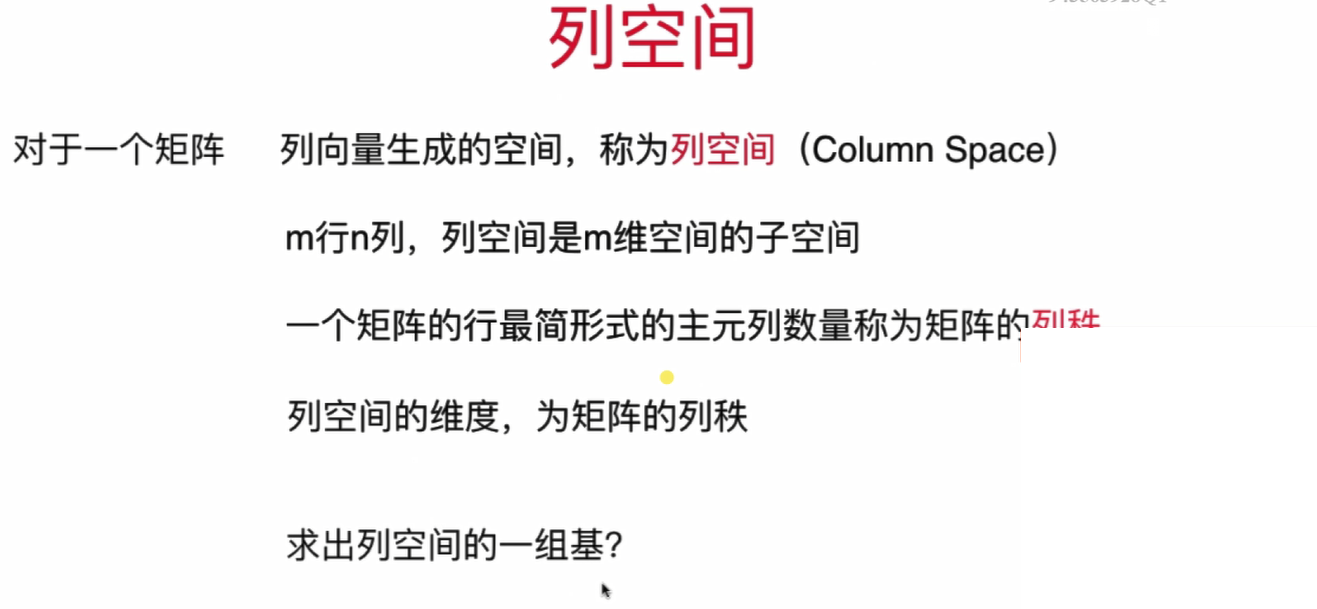 列空间
对于一个矩阵 列向量生成的空间，称为列空间（Column Space）
m行n列，列空间是m维空间的子空间
一个矩阵的行最简形式的主元列数量称为矩阵的列秩
列空间的维度，为矩阵的列秩
求出列空间的一组基？